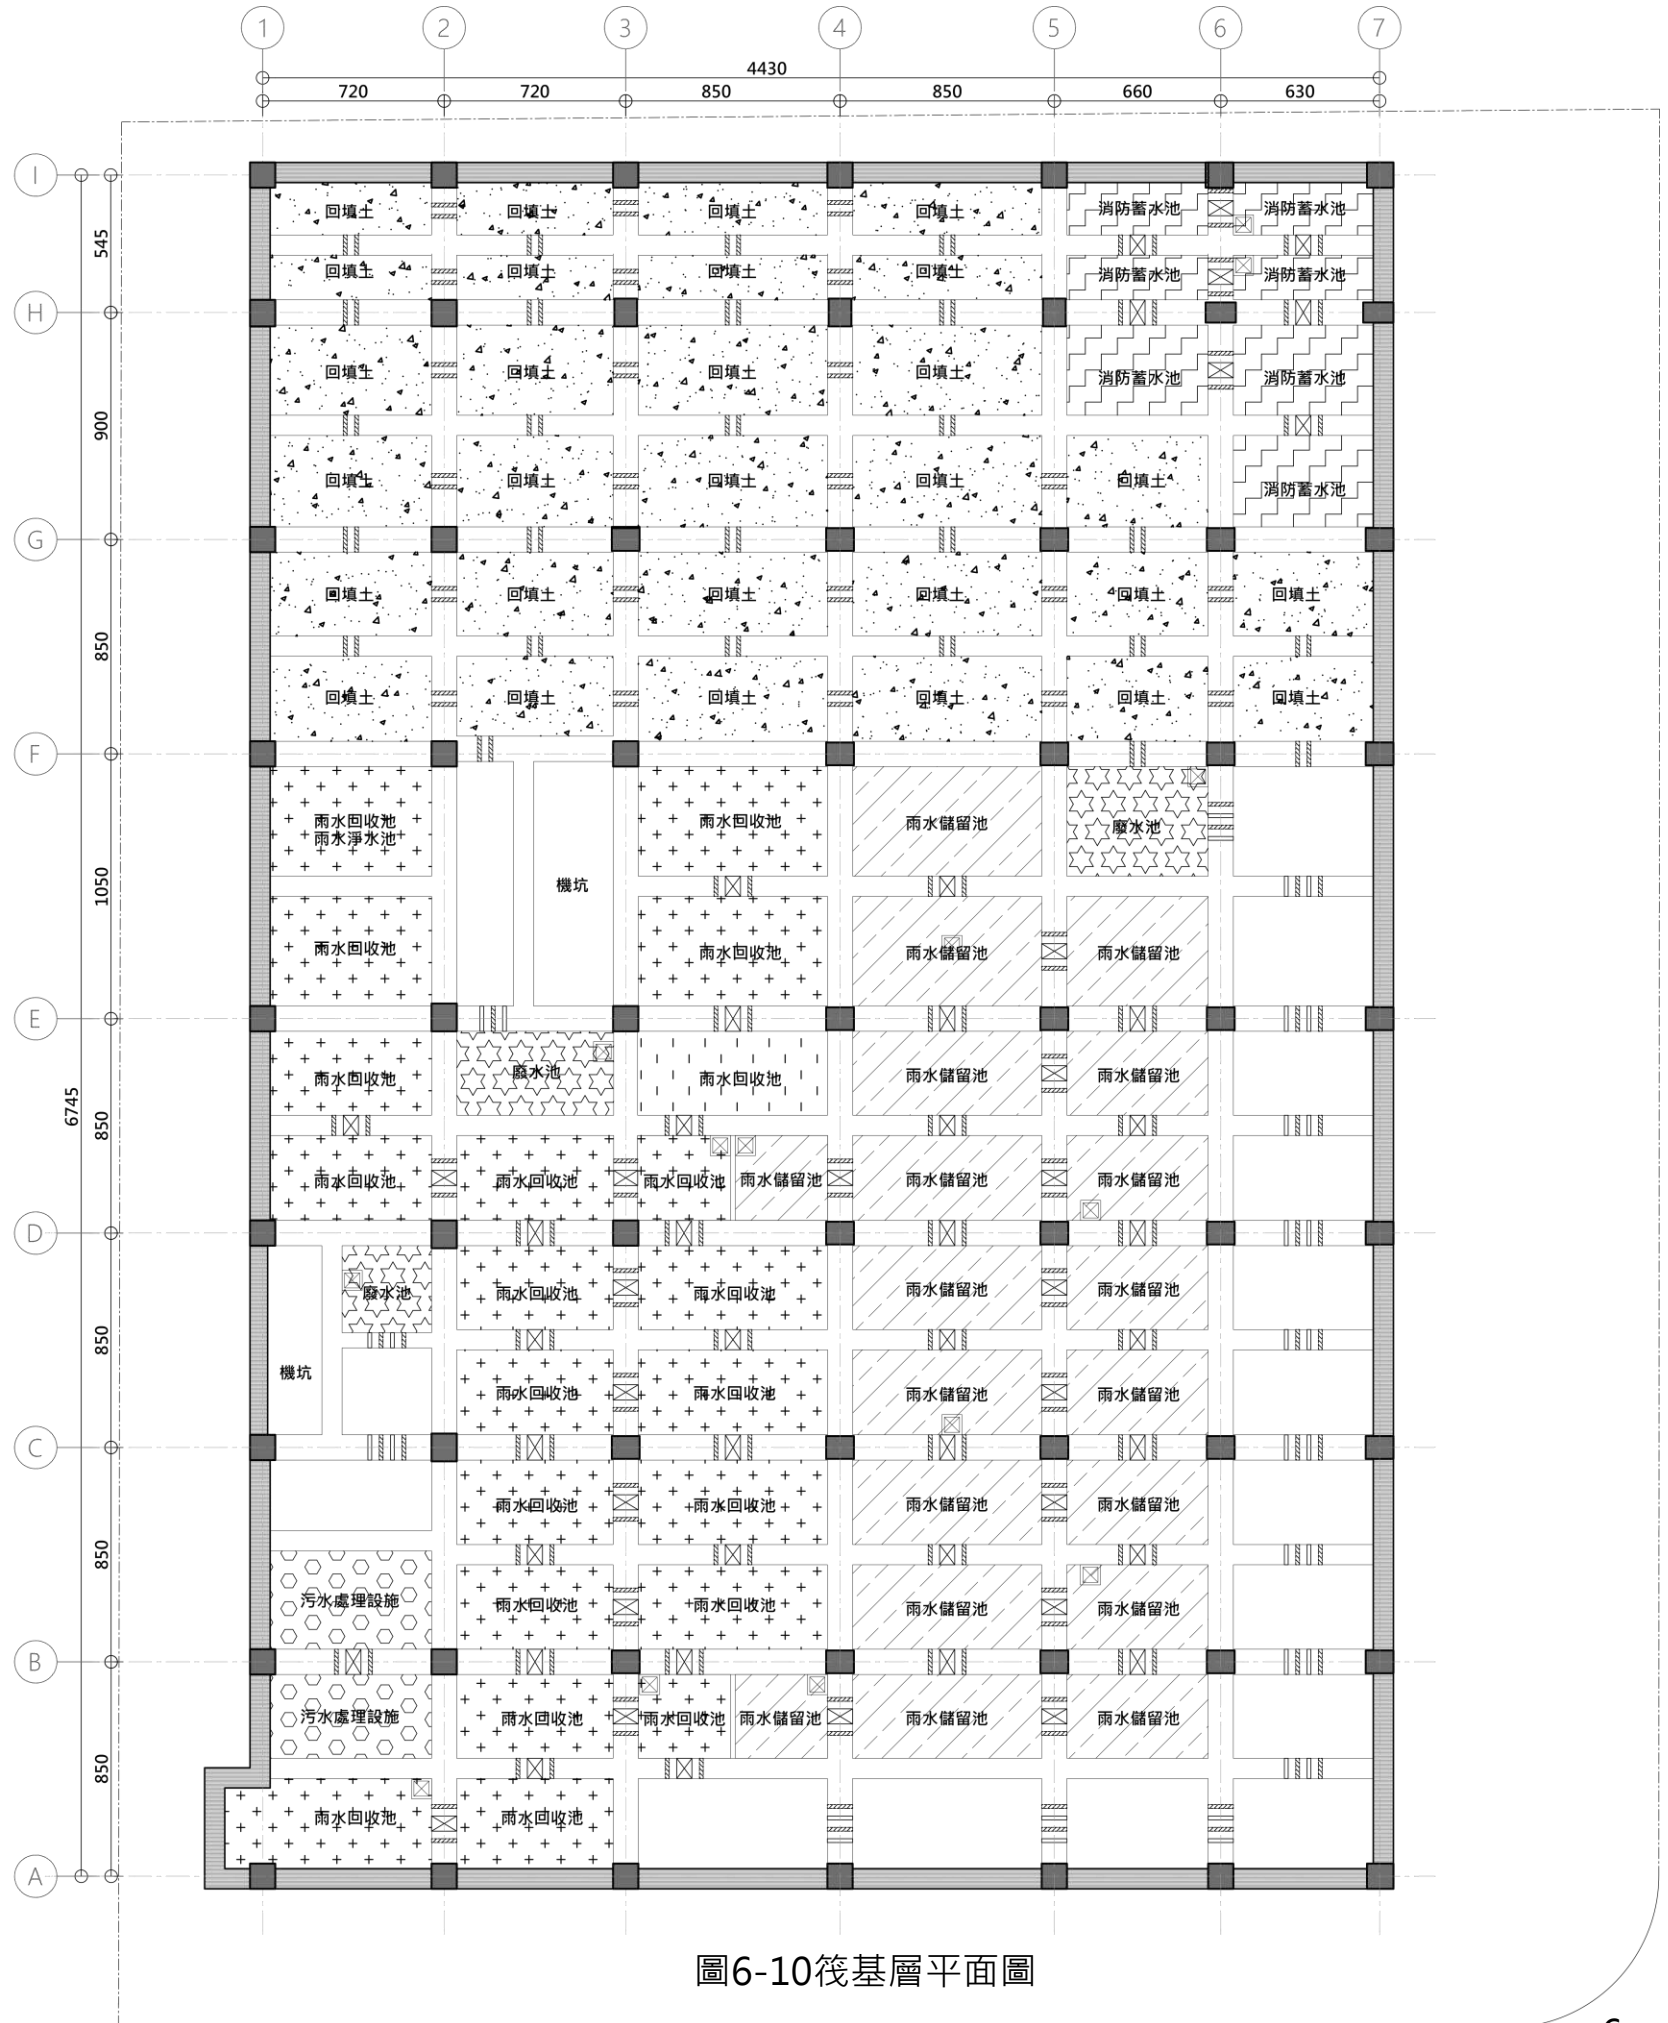 1 2 3 4 5 6 7
4430
720 720 850 850 660 630
I
回填土 回填土 回填土 回填土 消防蓄水池 消防蓄水池
545
回填土 回填土 回填土 回填土 消防蓄水池 消防蓄水池
H
回填土 回填土 回填土 回填土 消防蓄水池 消防蓄水池
900
回填土 回填土 回填土 回填土 回填土 消防蓄水池
G
回填土 回填土 回填土 回填土 回填土 回填土
850
回填土 回填土 回填土 回填土 回填土 回填土
F
雨水回收池 雨水回收池 雨水儲留池 廢水池
雨水淨水池
1050 機坑
雨水回收池 雨水回收池 雨水儲留池 雨水儲留池
E
雨水回收池 廢水池 雨水回收池 雨水儲留池 雨水儲留池
6745 850
雨水回收池 雨水回收池 雨水回收池 雨水儲留池 雨水儲留池 雨水儲留池
D
廢水池 雨水回收池 雨水回收池 雨水儲留池 雨水儲留池
850
機坑 雨水回收池 雨水回收池 雨水儲留池 雨水儲留池
C
雨水回收池 雨水回收池 雨水儲留池 雨水儲留池
850
污水處理設施 雨水回收池 雨水回收池 雨水儲留池 雨水儲留池
B
污水處理設施 雨水回收池 雨水回收池 雨水儲留池 雨水儲留池 雨水儲留池
850
雨水回收池 雨水回收池
A
圖6-10筏基層平面圖